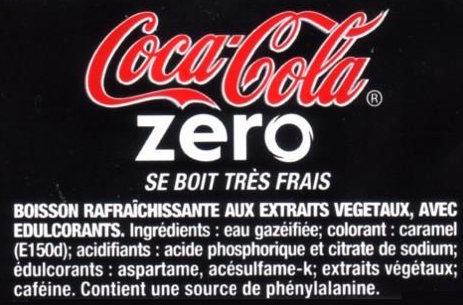 Coca-Cola®
zero
SE BOIT TRÈS FRAIS
BOISSON RAFRAÎCHISSANTE AUX EXTRAITS VEGETAUX, AVEC
EDULCORANTS. Ingrédients : eau gazéifiée; colorant : caramel
(E150d); acidifiants : acide phosphorique et citrate de sodium;
édulcorants : aspartame, acésulfame-k; extraits végétaux;
caféine. Contient une source de phénylalanine.